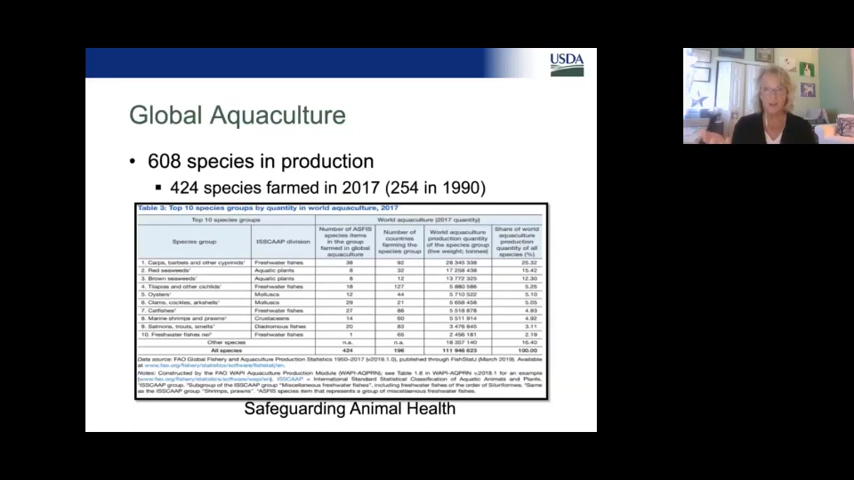 USDA
Global Aquaculture
• 608 species in production
▪ 424 species farmed in 2017 (254 in 1990)
Table 3: Top 10 species groups by quantity in world aquaculture, 2017
Top 10 species groups World aquaculture (2017 quantity)
Species group ISSCAAP division Number of ASFIS species items in the group farmed in global aquaculture Number of countries farming the species group World aquaculture production quantity of the species group (live weight; tonnes) Share of world aquaculture production quantity of all species (%)
1. Carps, barbels and other cyprinids Freshwater fishes 38 92 28 345 338 25.32
2. Red seaweeds Aquatic plants 8 32 17 258 438 15.42
3. Brown seaweeds Aquatic plants 8 12 13 772 325 12.30
4. Tilapias and other cichlids Freshwater fishes 18 127 5 880 586 5.25
5. Oysters Molluscs 12 44 5 710 522 5.10
6. Clams, cockles, arkshells Molluscs 29 21 5 658 458 5.05
7. Catfishes Freshwater fishes 27 86 5 518 878 4.93
8. Marine shrimps and prawns Crustaceans 14 60 5 511 914 4.92
9. Salmons, trouts, smelts Diadromous fishes 20 83 3 478 845 3.11
10. Freshwater fishes nei Freshwater fishes 1 65 2 456 181 2.19
Other species n.a. n.a. 18 357 140 16.40
All species 424 196 111 946 623 100.00
Data source: FAO Global Fishery and Aquaculture Production Statistics 1950–2017 (v2019.1.0), published through FishStatJ (March 2019). Available
at www.fao.org/fishery/statistics/software/fishstatj/en.
Notes: Constructed by the FAO WAPI Aquaculture Production Module (WAPI-AQPRN); see Table 1.8 in WAPI-AQPRN v.2019.1 for an example
ISSCAAP = International Standard Statistical Classification of Aquatic Animals and Plants.
Subgroup of the ISSCAAP group "Miscellaneous freshwater fishes", including freshwater fishes of the order of Siluriformes. Same
as the ISSCAAP group "Shrimps, prawns". ASFIS species item that represents a group of miscellaneous freshwater fishes.
Safeguarding Animal Health